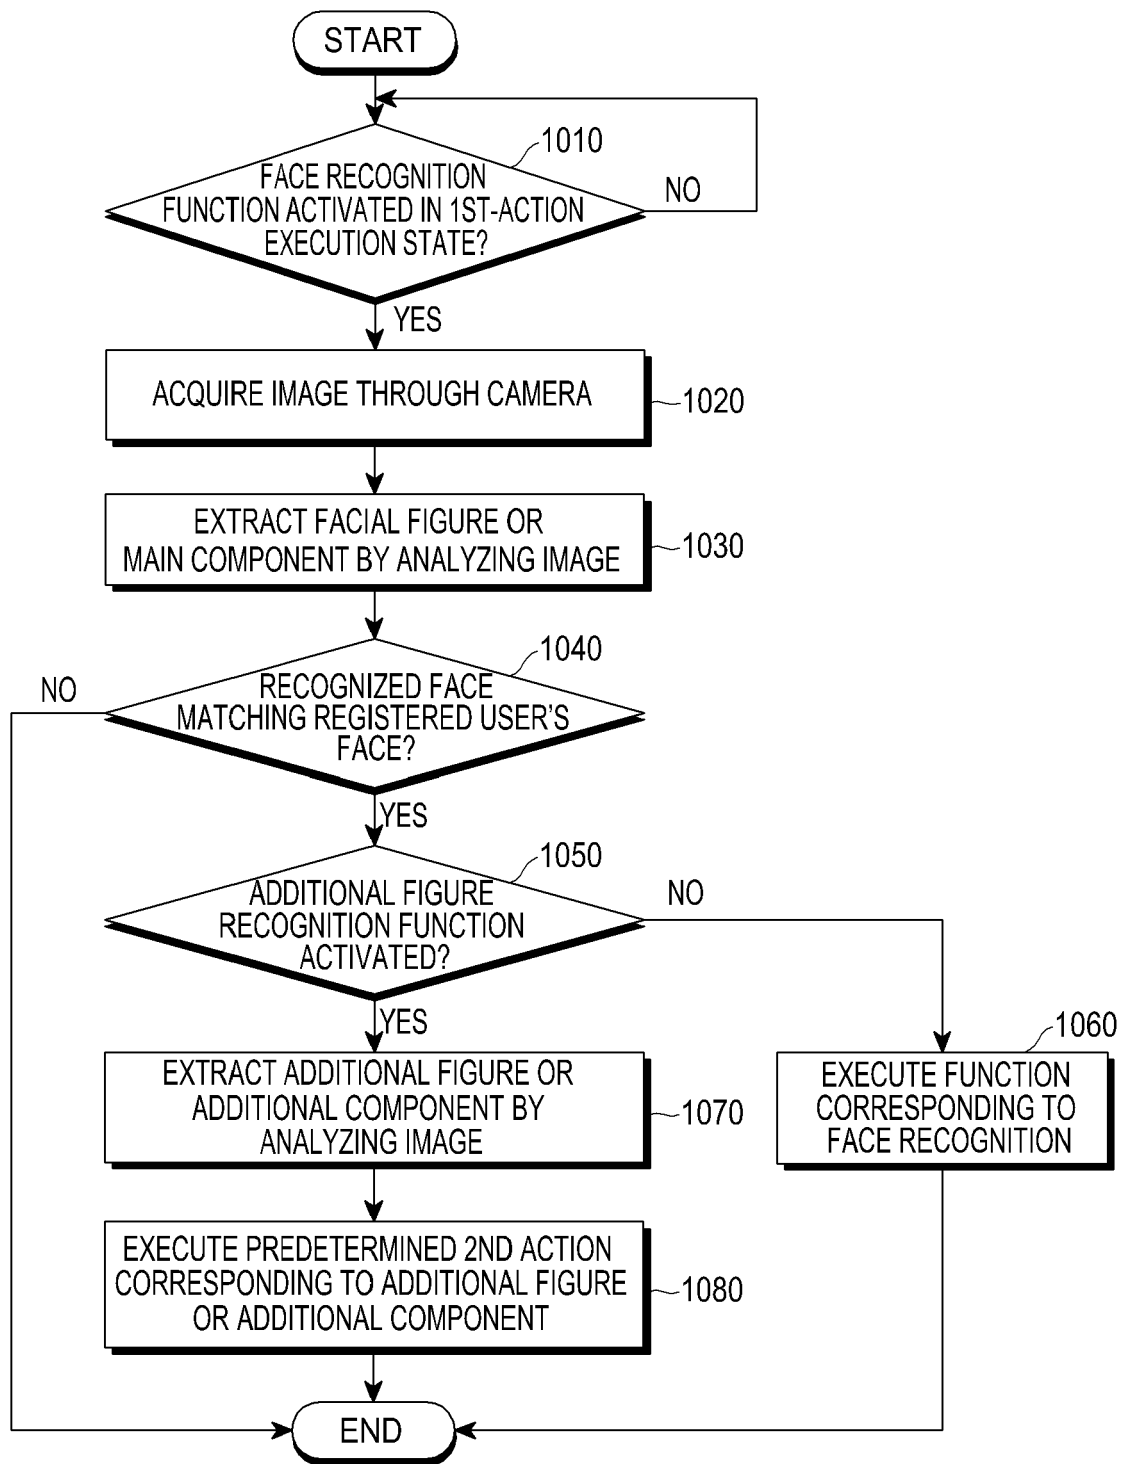 START
1010
FACE RECOGNITION
FUNCTION ACTIVATED IN 1ST-ACTION
EXECUTION STATE?
NO
YES
ACQUIRE IMAGE THROUGH CAMERA
1020
EXTRACT FACIAL FIGURE OR
MAIN COMPONENT BY ANALYZING IMAGE
1030
1040
NO
RECOGNIZED FACE
MATCHING REGISTERED USER'S
FACE?
YES
1050
ADDITIONAL FIGURE
RECOGNITION FUNCTION
ACTIVATED?
NO
YES
1060
EXECUTE FUNCTION
CORRESPONDING TO
FACE RECOGNITION
EXTRACT ADDITIONAL FIGURE OR
ADDITIONAL COMPONENT BY
ANALYZING IMAGE
1070
EXECUTE PREDETERMINED 2ND ACTION
CORRESPONDING TO ADDITIONAL FIGURE
OR ADDITIONAL COMPONENT
1080
END